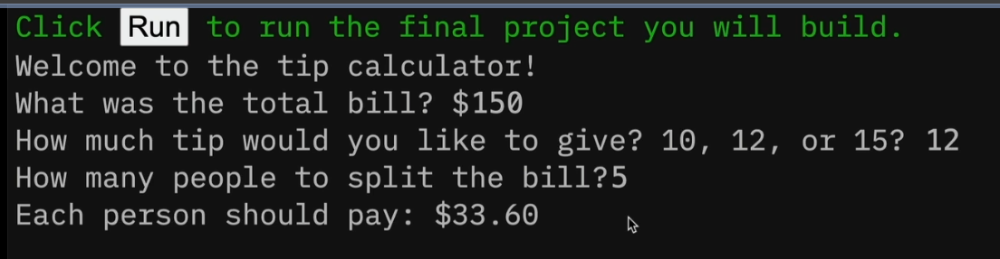 Click Run to run the final project you will build.
Welcome to the tip calculator!
What was the total bill? $150
How much tip would you like to give? 10, 12, or 15? 12
How many people to split the bill?5
Each person should pay: $33.60